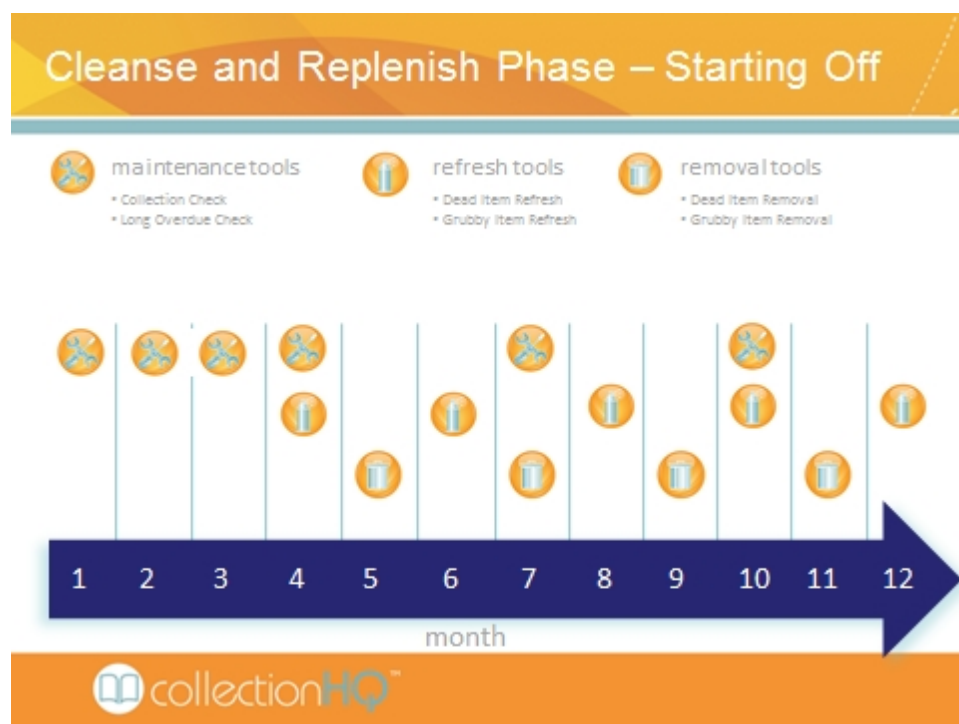 Cleanse and Replenish Phase – Starting Off
maintenance tools
• Collection Check
• Long Overdue Check
refresh tools
• Dead Item Refresh
• Grubby Item Refresh
removal tools
• Dead Item Removal
• Grubby Item Removal
1 2 3 4 5 6 7 8 9 10 11 12
month
collectionHQ™